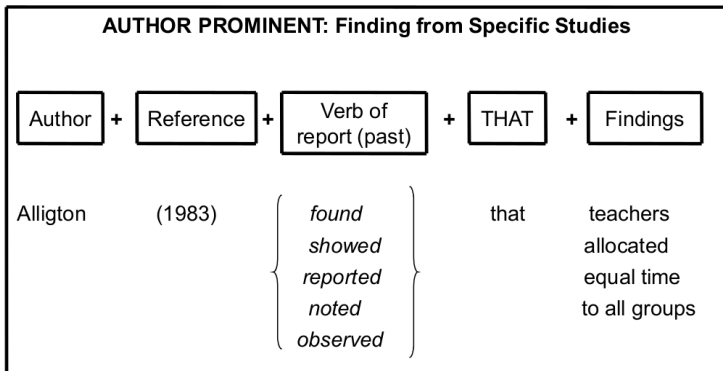 AUTHOR PROMINENT: Finding from Specific Studies
Author + Reference + Verb of report (past) + THAT + Findings
Alligton (1983) found that teachers
showed allocated
reported equal time
noted to all groups
observed